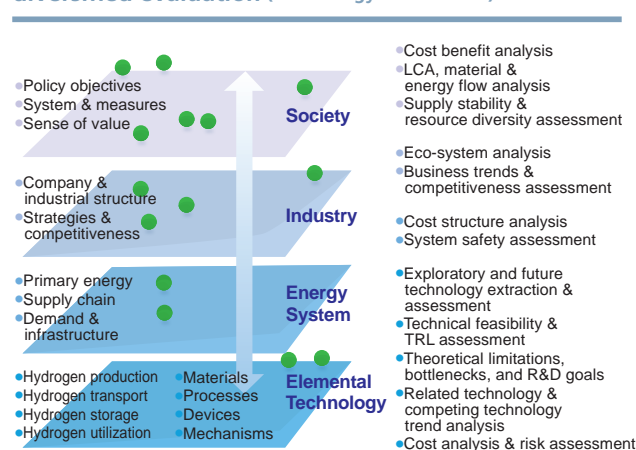 •Policy objectives
•System & measures
•Sense of value
Society
•Company &
industrial structure
•Strategies &
competitiveness
Industry
•Primary energy
•Supply chain
•Demand &
infrastructure
Energy
System
•Hydrogen production
•Hydrogen transport
•Hydrogen storage
•Hydrogen utilization
•Materials
•Processes
•Devices
•Mechanisms
Elemental
Technology
•Cost benefit analysis
•LCA, material &
energy flow analysis
•Supply stability &
resource diversity assessment
•Eco-system analysis
•Business trends &
competitiveness assessment
•Cost structure analysis
•System safety assessment
•Exploratory and future
technology extraction &
assessment
•Technical feasibility &
TRL assessment
•Theoretical limitations,
bottlenecks, and R&D goals
•Related technology &
competing technology
trend analysis
•Cost analysis & risk assessment